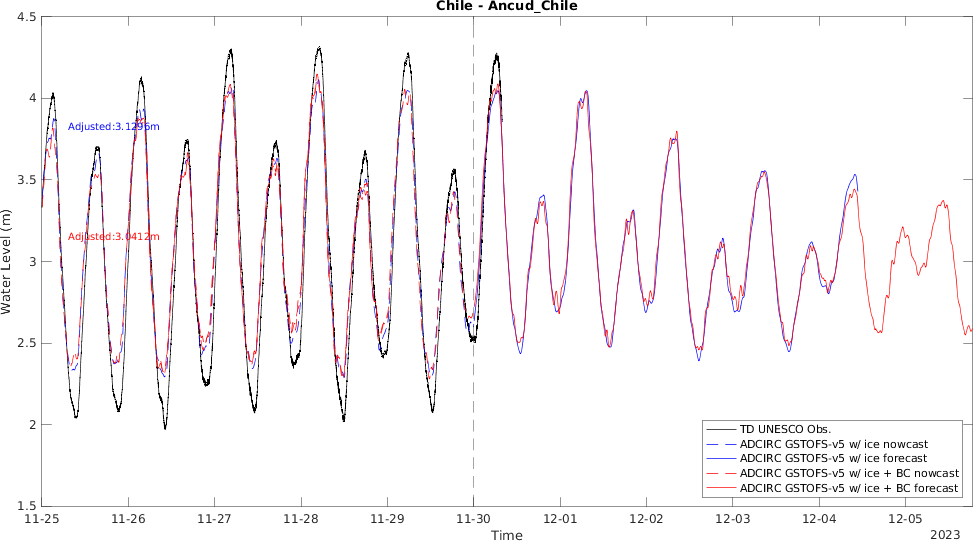 Chile - Ancud_Chile
Water Level (m)
4.5
4
3.5
3
2.5
2
1.5
Adjusted:3.1296m
Adjusted:3.0412m
TD UNESCO Obs.
ADCIRC GSTOFS-v5 w/ ice nowcast
ADCIRC GSTOFS-v5 w/ ice forecast
ADCIRC GSTOFS-v5 w/ ice + BC nowcast
ADCIRC GSTOFS-v5 w/ ice + BC forecast
11-25 11-26 11-27 11-28 11-29 11-30 12-01 12-02 12-03 12-04 12-05
Time
2023